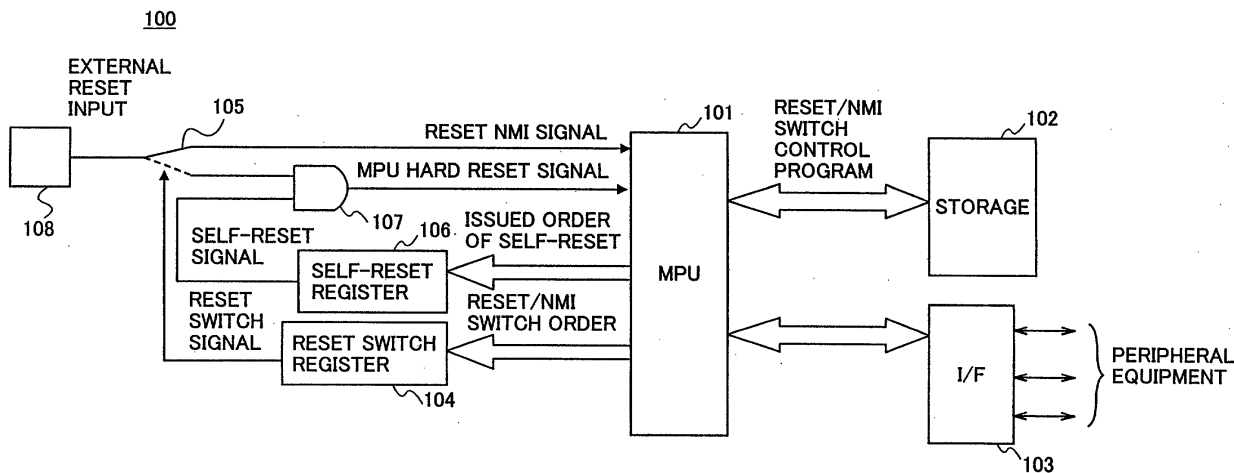 100
EXTERNAL
RESET
INPUT
105
108
RESET NMI SIGNAL
MPU HARD RESET SIGNAL
107
SELF-RESET
SIGNAL
106
SELF-RESET
REGISTER
ISSUED ORDER
OF SELF-RESET
RESET
SWITCH
SIGNAL
RESET SWITCH
REGISTER
104
RESET/NMI
SWITCH ORDER
101
MPU
RESET/NMI
SWITCH
CONTROL
PROGRAM
102
STORAGE
I/F
103
PERIPHERAL
EQUIPMENT